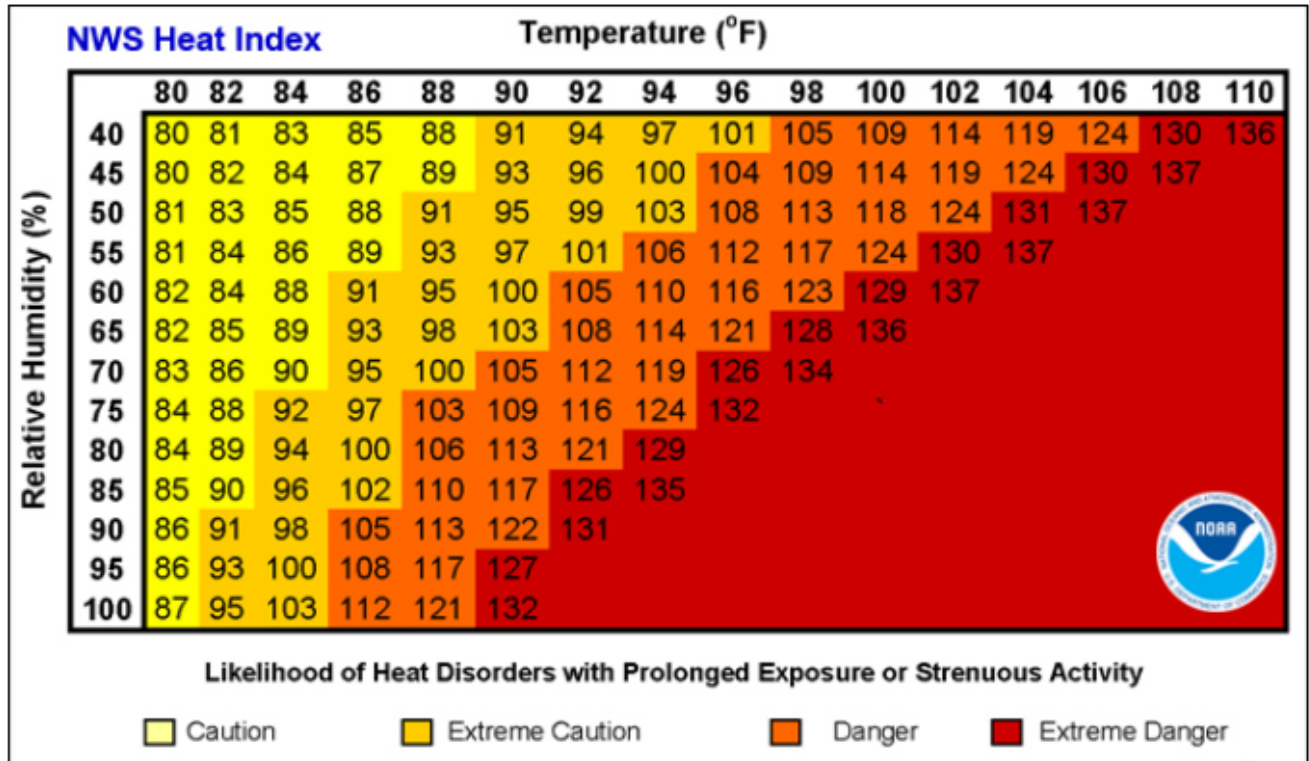 NWS Heat Index
Temperature (°F)
80 82 84 86 88 90 92 94 96 98 100 102 104 106 108 110
Relative Humidity (%)
40 80 81 83 85 88 91 94 97 101 105 109 114 119 124 130 136
45 80 82 84 87 89 93 96 100 104 109 114 119 124 130 137
50 81 83 85 88 91 95 99 103 108 113 118 124 131 137
55 81 84 86 89 93 97 101 106 112 117 124 130 137
60 82 84 88 91 95 100 105 110 116 123 129 137
65 82 85 89 93 98 103 108 114 121 128 136
70 83 86 90 95 100 105 112 119 126 134
75 84 88 92 97 103 109 116 124 132
80 84 89 94 100 106 113 121 129
85 85 90 96 102 110 117 126 135
90 86 91 98 105 113 122 131
95 86 93 100 108 117 127
100 87 95 103 112 121 132
NOAA
Likelihood of Heat Disorders with Prolonged Exposure or Strenuous Activity
Caution Extreme Caution Danger Extreme Danger